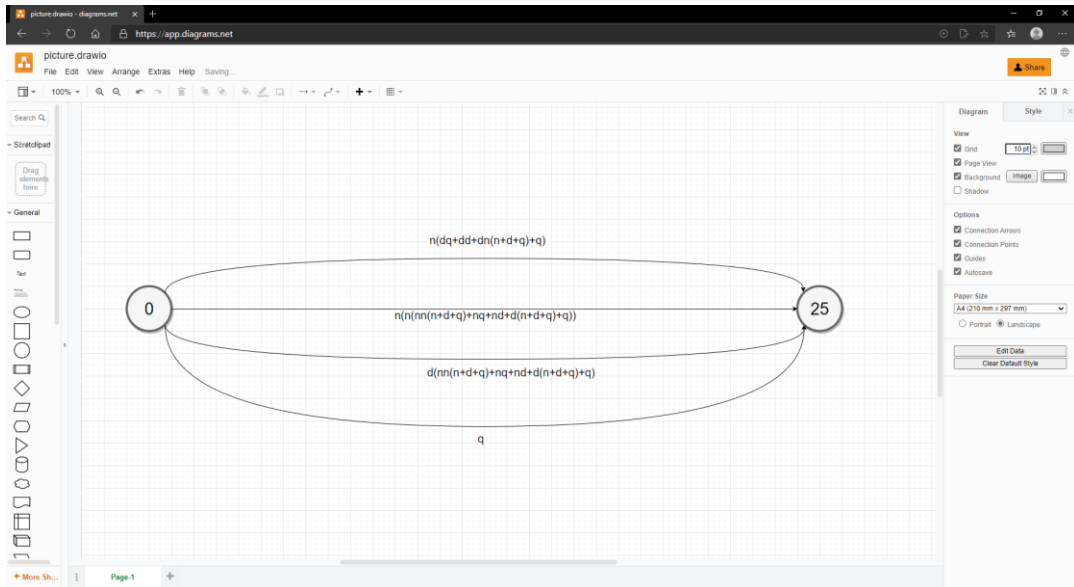 picture.drawio - diagrams.net
https://app.diagrams.net
picture.drawio
File Edit View Arrange Extras Help Saving...
Share
100%
Search
Scratchpad
Drag elements here
General
Text
+ More Sh...
Page-1
n(dq+dd+dn(n+d+q)+q)
0
25
n(n(nn(n+d+q)+nq+nd+d(n+d+q)+q))
d(nn(n+d+q)+nq+nd+d(n+d+q)+q)
q
Diagram Style
View
Grid 10 pt
Page View
Background Image
Shadow
Options
Connection Arrows
Connection Points
Guides
Autosave
Paper Size
A4 (210 mm x 297 mm)
Portrait Landscape
Edit Data
Clear Default Style